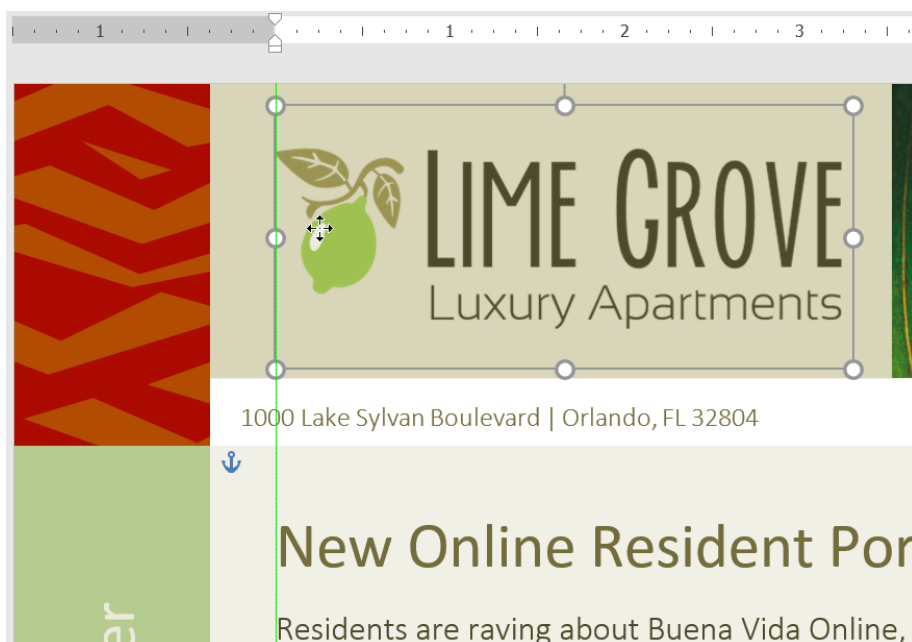 1 1 2 3
LIME GROVE
Luxury Apartments
1000 Lake Sylvan Boulevard | Orlando, FL 32804
New Online Resident Por
Residents are raving about Buena Vida Online,
er